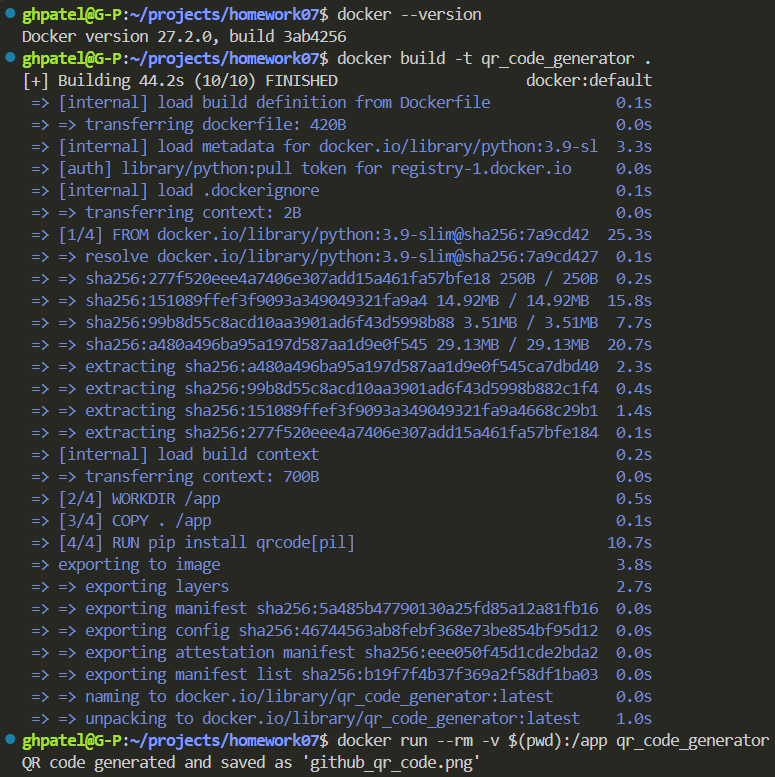 ghpatel@G-P:~/projects/homework07$ docker --version
Docker version 27.2.0, build 3ab4256
ghpatel@G-P:~/projects/homework07$ docker build -t qr_code_generator .
[+] Building 44.2s (10/10) FINISHED docker:default
=> [internal] load build definition from Dockerfile 0.1s
=> => transferring dockerfile: 420B 0.0s
=> [internal] load metadata for docker.io/library/python:3.9-sl 3.3s
=> [auth] library/python:pull token for registry-1.docker.io 0.0s
=> [internal] load .dockerignore 0.1s
=> => transferring context: 2B 0.0s
=> [1/4] FROM docker.io/library/python:3.9-slim@sha256:7a9cd42 25.3s
=> => resolve docker.io/library/python:3.9-slim@sha256:7a9cd427 0.1s
=> => sha256:277f520eee4a7406e307add15a461fa57bfe18 250B / 250B 0.2s
=> => sha256:151089ffef3f9093a349049321fa9a4 14.92MB / 14.92MB 15.8s
=> => sha256:99b8d55c8acd10aa3901ad6f43d5998b88 3.51MB / 3.51MB 7.7s
=> => sha256:a480a496ba95a197d587aa1d9e0f545 29.13MB / 29.13MB 20.7s
=> => extracting sha256:a480a496ba95a197d587aa1d9e0f545ca7dbd40 2.3s
=> => extracting sha256:99b8d55c8acd10aa3901ad6f43d5998b882c1f4 0.4s
=> => extracting sha256:151089ffef3f9093a349049321fa9a4668c29b1 1.4s
=> => extracting sha256:277f520eee4a7406e307add15a461fa57bfe184 0.1s
=> [internal] load build context 0.2s
=> => transferring context: 700B 0.0s
=> [2/4] WORKDIR /app 0.5s
=> [3/4] COPY . /app 0.1s
=> [4/4] RUN pip install qrcode[pil] 10.7s
=> exporting to image 3.8s
=> => exporting layers 2.7s
=> => exporting manifest sha256:5a485b47790130a25fd85a12a81fb16 0.0s
=> => exporting config sha256:46744563ab8febf368e73be854bf95d12 0.0s
=> => exporting attestation manifest sha256:eee050f45d1cde2bda2 0.0s
=> => exporting manifest list sha256:b19f7f4b37f369a2f58df1ba03 0.0s
=> => naming to docker.io/library/qr_code_generator:latest 0.0s
=> => unpacking to docker.io/library/qr_code_generator:latest 1.0s
ghpatel@G-P:~/projects/homework07$ docker run --rm -v $(pwd):/app qr_code_generator
QR code generated and saved as 'github_qr_code.png'